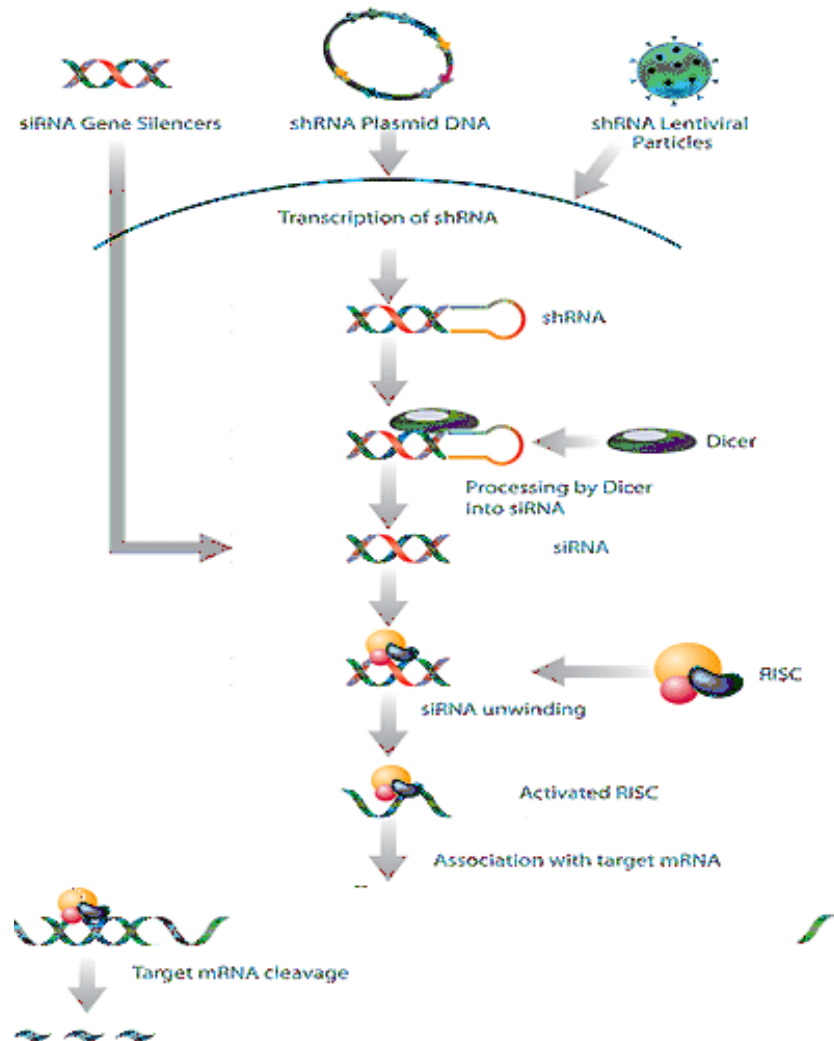 siRNA Gene Silencers
shRNA Plasmid DNA
shRNA Lentiviral
Particles
Transcription of shRNA
shRNA
Dicer
Processing by Dicer
into siRNA
siRNA
RISC
siRNA unwinding
Activated RISC
Association with target mRNA
Target mRNA cleavage